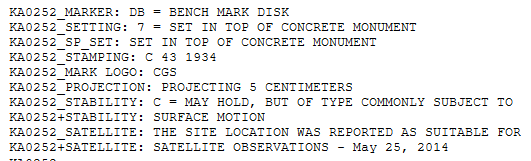 KA0252_MARKER: DB = BENCH MARK DISK
KA0252_SETTING: 7 = SET IN TOP OF CONCRETE MONUMENT
KA0252_SP_SET: SET IN TOP OF CONCRETE MONUMENT
KA0252_STAMPING: C 43 1934
KA0252_MARK LOGO: CGS
KA0252_PROJECTION: PROJECTING 5 CENTIMETERS
KA0252_STABILITY: C = MAY HOLD, BUT OF TYPE COMMONLY SUBJECT TO
KA0252+STABILITY: SURFACE MOTION
KA0252_SATELLITE: THE SITE LOCATION WAS REPORTED AS SUITABLE FOR
KA0252+SATELLITE: SATELLITE OBSERVATIONS - May 25, 2014